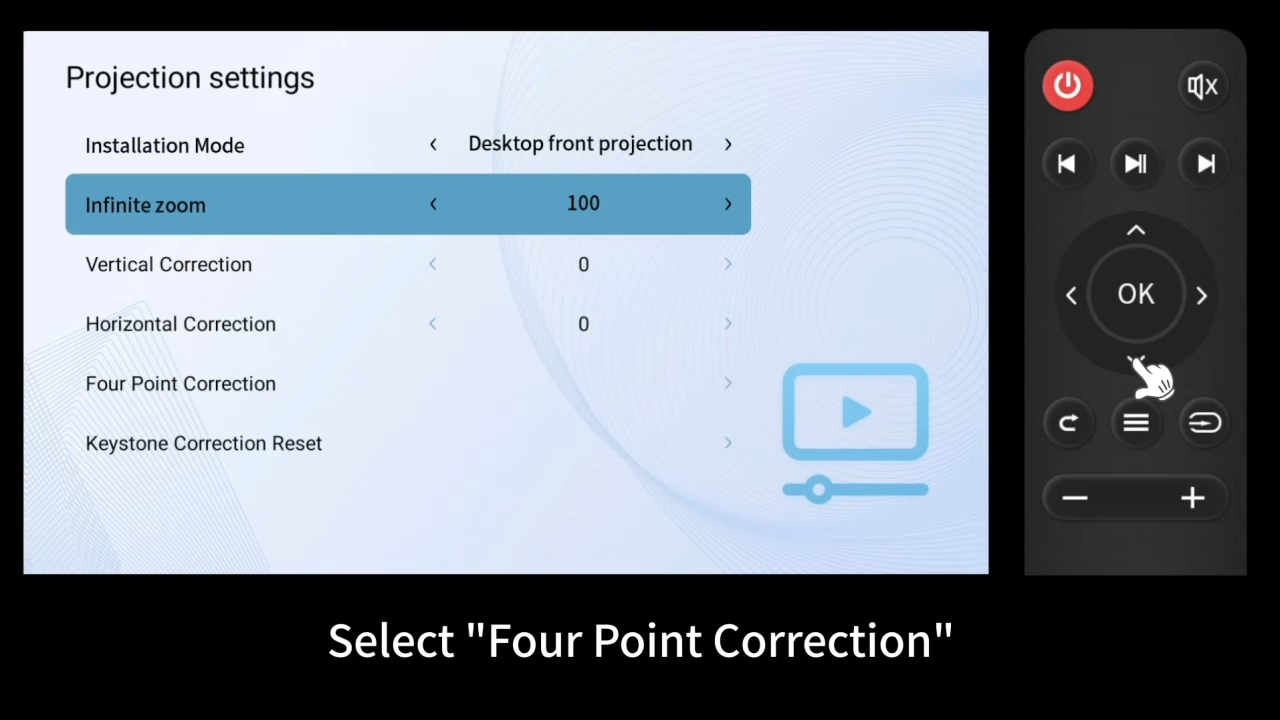 Projection settings
Installation Mode < Desktop front projection >
Infinite zoom < 100 >
Vertical Correction < 0 >
Horizontal Correction < 0 >
Four Point Correction >
Keystone Correction Reset >
OK
Select "Four Point Correction"